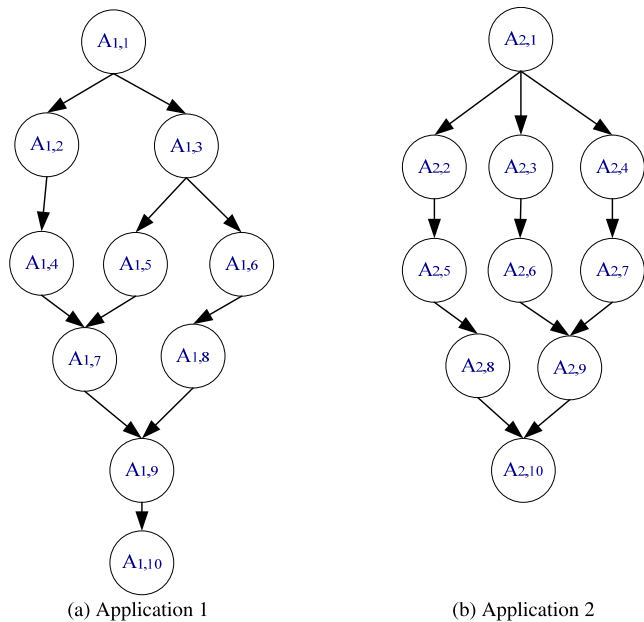 A1,1
A1,2
A1,3
A1,4
A1,5
A1,6
A1,7
A1,8
A1,9
A1,10
(a) Application 1
A2,1
A2,2
A2,3
A2,4
A2,5
A2,6
A2,7
A2,8
A2,9
A2,10
(b) Application 2